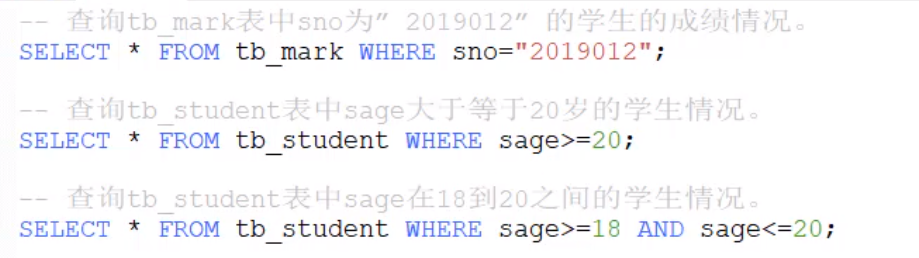 -- 查询tb_mark表中sno为” 2019012” 的学生的成绩情况。
SELECT * FROM tb_mark WHERE sno="2019012";
-- 查询tb_student表中sage大于等于20岁的学生情况。
SELECT * FROM tb_student WHERE sage>=20;
-- 查询tb_student表中sage在18到20之间的学生情况。
SELECT * FROM tb_student WHERE sage>=18 AND sage<=20;